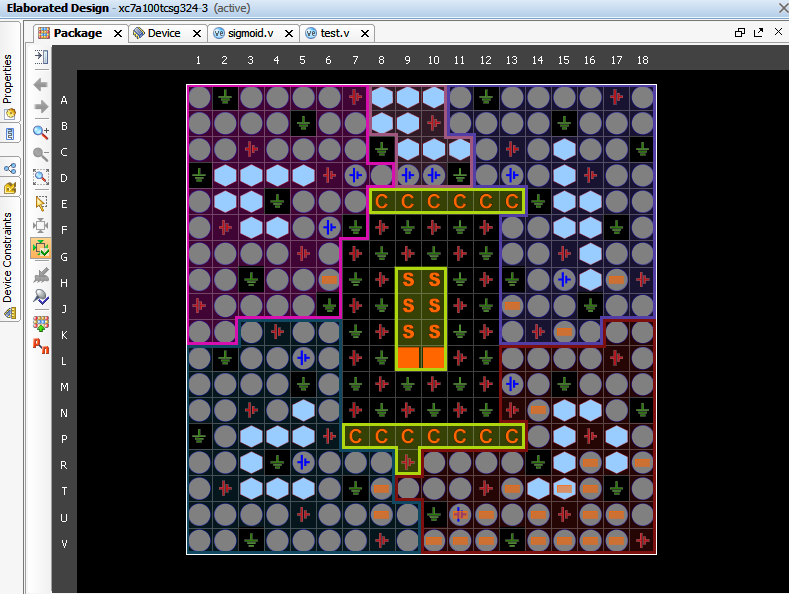 Elaborated Design - xc7a100tcsg324-3 (active)
Package Device sigmoid.v test.v
Properties
Device Constraints
1 2 3 4 5 6 7 8 9 10 11 12 13 14 15 16 17 18
A
B
C
D
E C C C C C C
F
G
H S S
J S S
K S S
L
M
N
P C C C C C C C
R
T
U
V